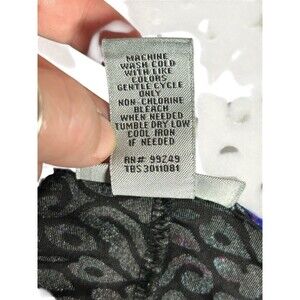 MACHINE
WASH COLD
WITH LIKE
COLORS
GENTLE CYCLE
ONLY
NON-CHLORINE
BLEACH
WHEN NEEDED
TUMBLE DRY LOW
COOL IRON
IF NEEDED
RN# 99249
TBS3011081